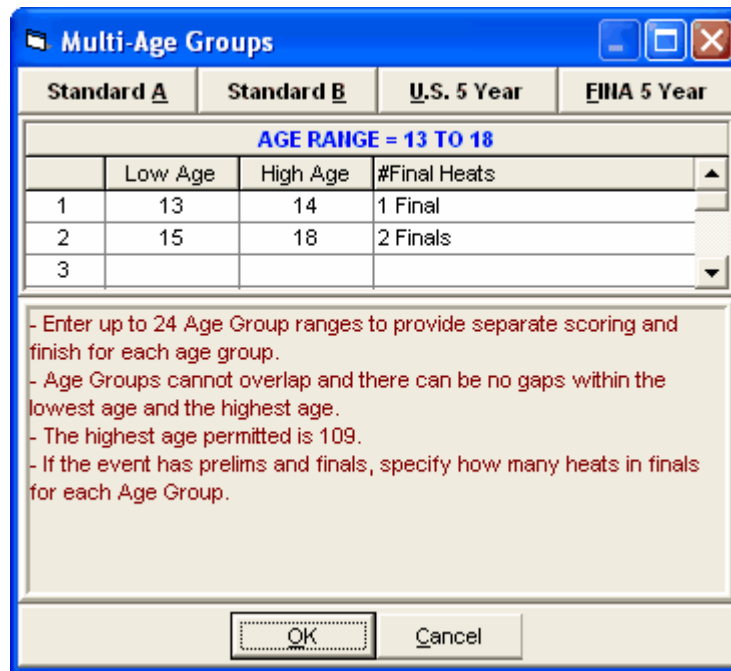 Multi-Age Groups
Standard A Standard B U.S. 5 Year FINA 5 Year
AGE RANGE = 13 TO 18
Low Age High Age #Final Heats
1 13 14 1 Final
2 15 18 2 Finals
3
- Enter up to 24 Age Group ranges to provide separate scoring and
finish for each age group.
- Age Groups cannot overlap and there can be no gaps within the
lowest age and the highest age.
- The highest age permitted is 109.
- If the event has prelims and finals, specify how many heats in finals
for each Age Group.
OK Cancel